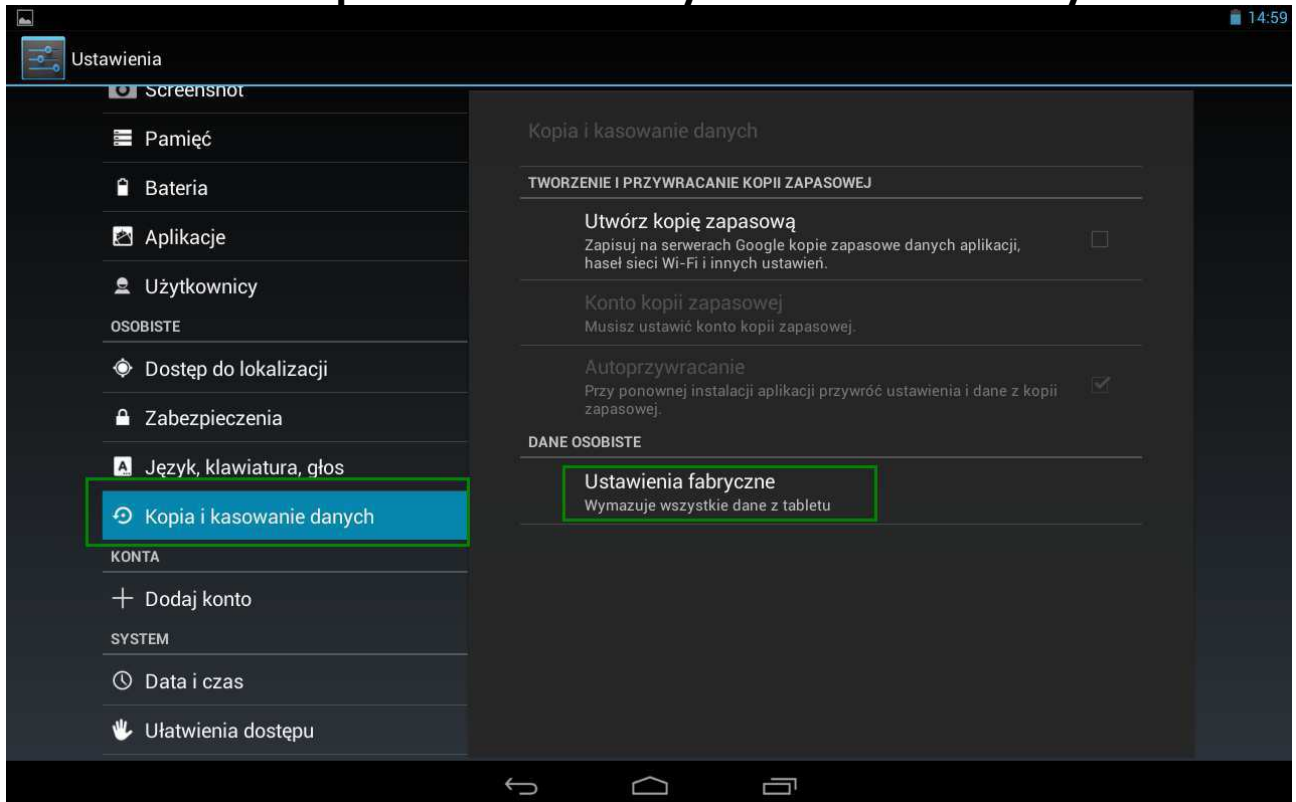 14:59
Ustawienia
Screenshot
Pamięć
Bateria
Aplikacje
Użytkownicy
OSOBISTE
Dostęp do lokalizacji
Zabezpieczenia
Język, klawiatura, głos
Kopia i kasowanie danych
KONTA
Dodaj konto
SYSTEM
Data i czas
Ułatwienia dostępu
Kopia i kasowanie danych
TWORZENIE I PRZYWRACANIE KOPII ZAPASOWEJ
Utwórz kopię zapasową
Zapisuj na serwerach Google kopie zapasowe danych aplikacji,
haseł sieci Wi-Fi i innych ustawień.
Konto kopii zapasowej
Musisz ustawić konto kopii zapasowej.
Autoprzywracanie
Przy ponownej instalacji aplikacji przywróć ustawienia i dane z kopii
zapasowej.
DANE OSOBISTE
Ustawienia fabryczne
Wymazuje wszystkie dane z tabletu